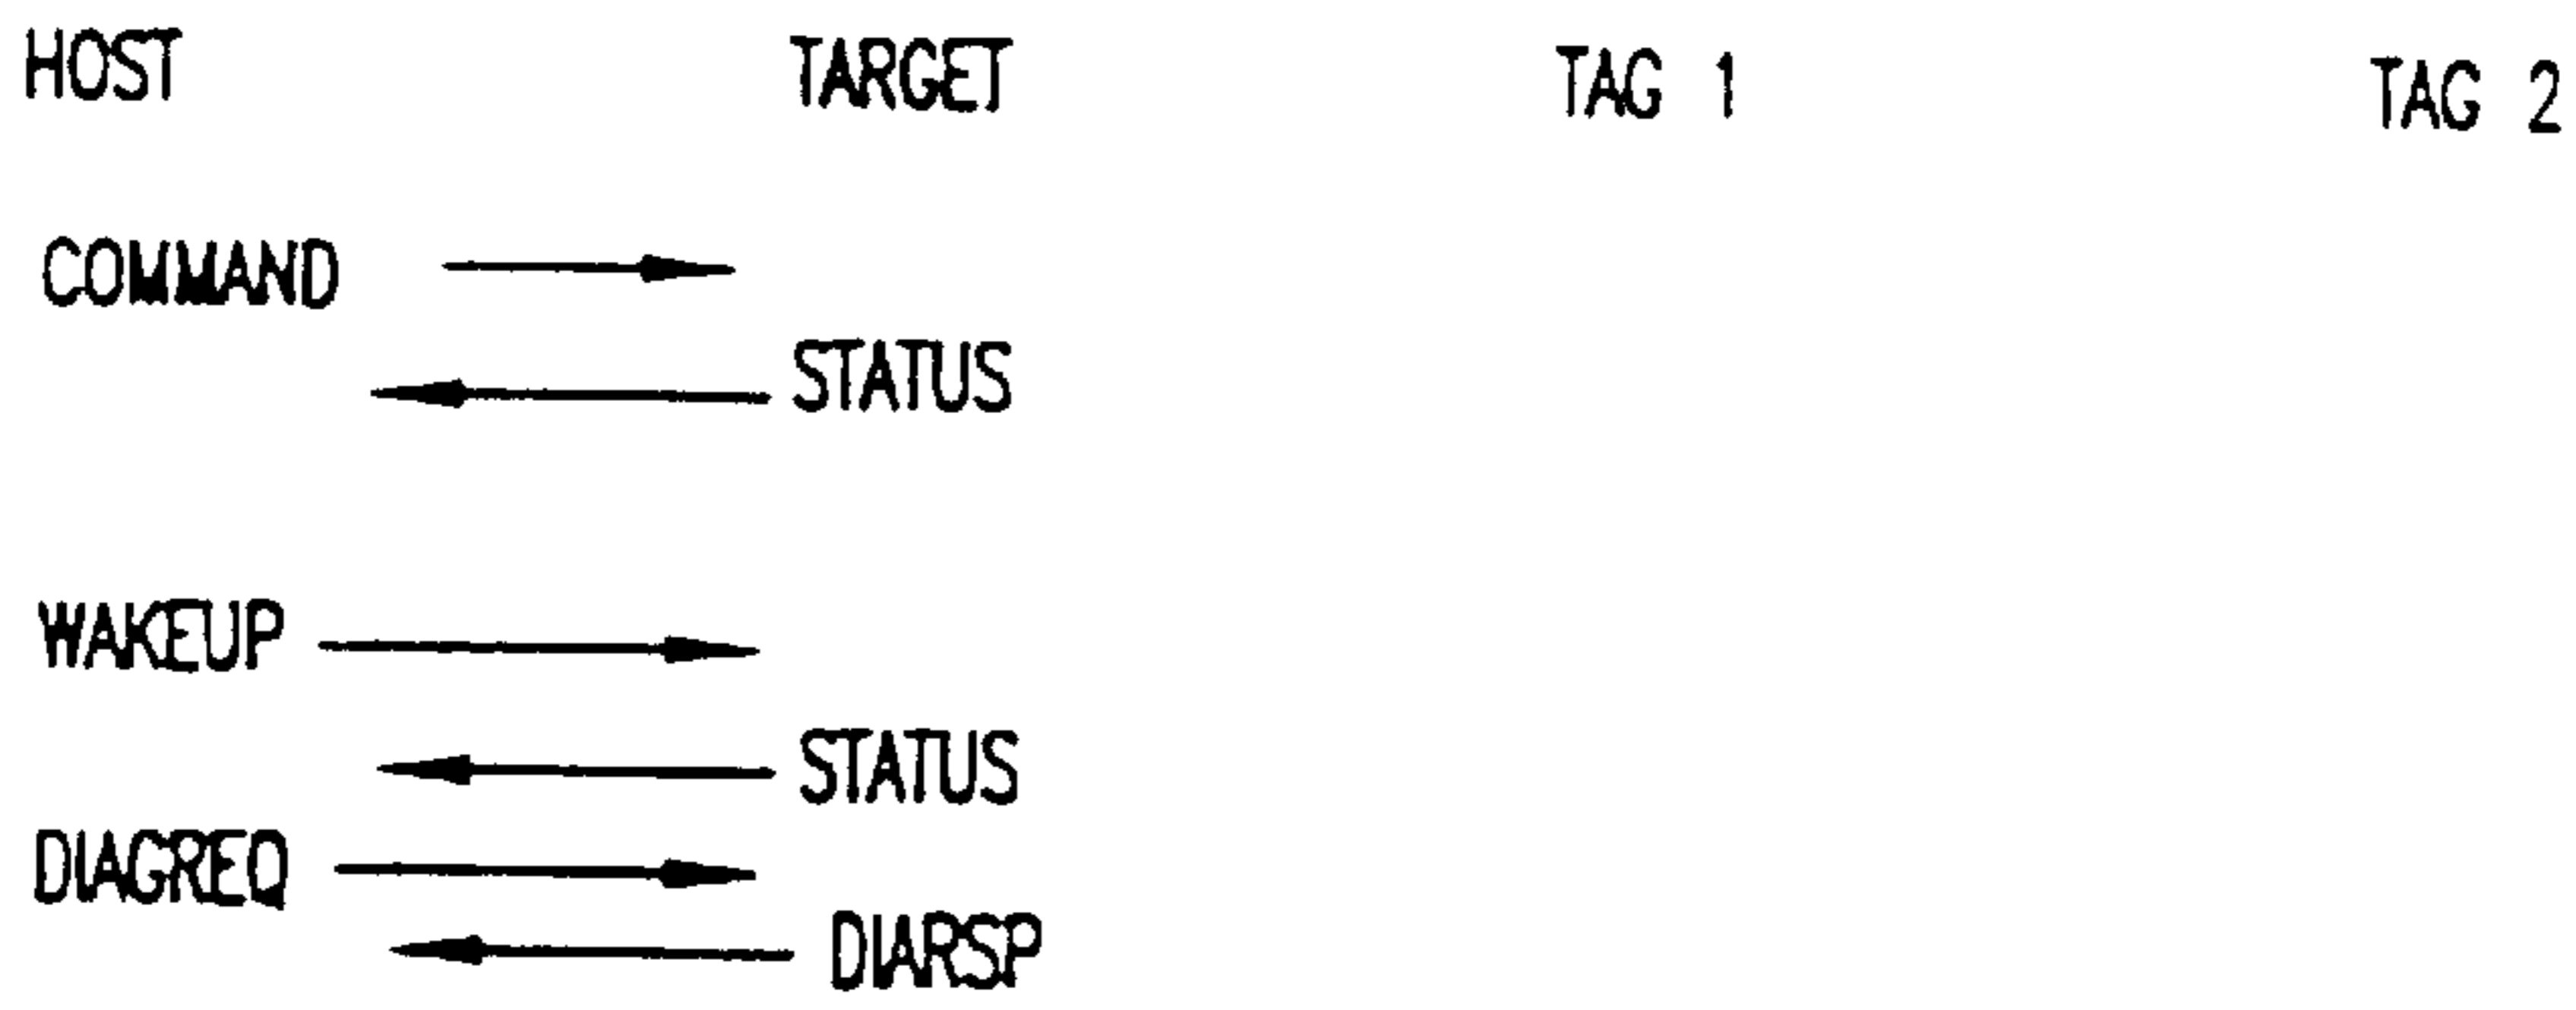 HOST TARGET TAG 1 TAG 2
COMMAND
STATUS
WAKEUP
STATUS
DIAGREQ
DIARSP